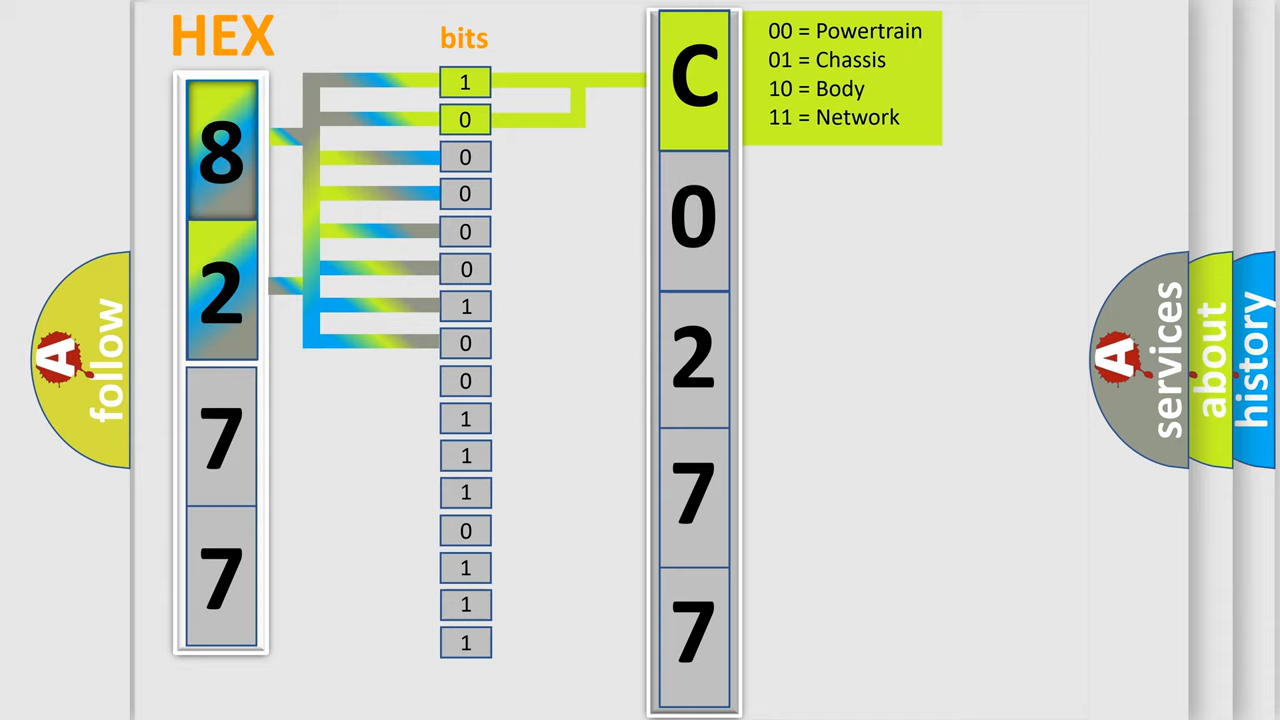 HEX
bits
8
2
7
7
1
0
0
0
0
0
1
0
0
1
1
1
0
1
1
1
C
0
2
7
7
00 = Powertrain
01 = Chassis
10 = Body
11 = Network
A
follow
A
services
about
history